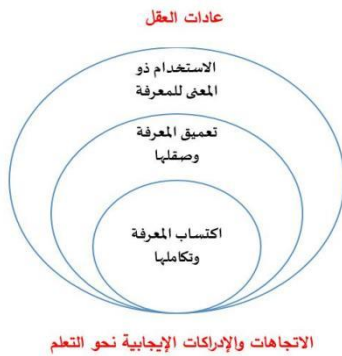 عادات العقل
الاستخدام ذو
المعنى للمعرفة
تعميق المعرفة
وصقلها
اكتساب المعرفة
وتكاملها
الاتجاهات والإدراكات الإيجابية نحو التعلم